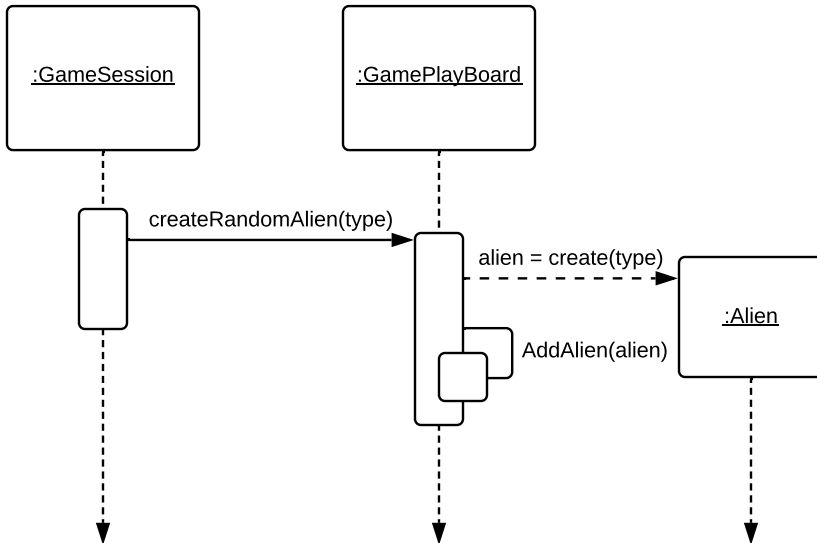 :GameSession
:GamePlayBoard
createRandomAlien(type)
alien = create(type)
:Alien
AddAlien(alien)